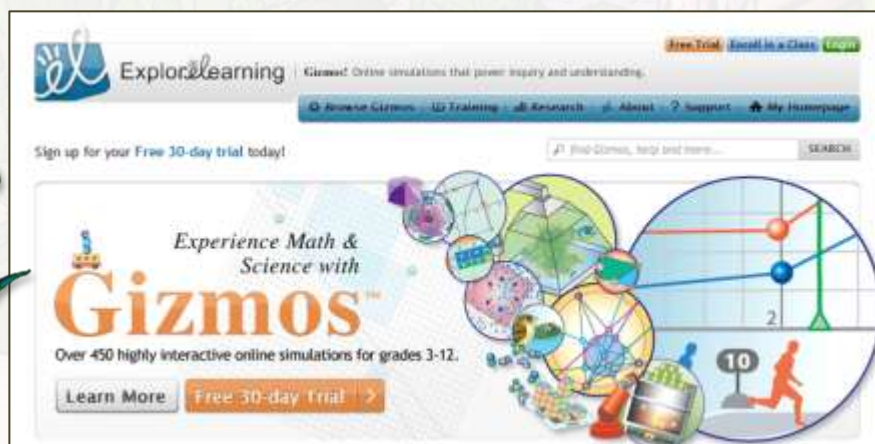 Free Trial Enroll in a Class Login
ExploreLearning
Gizmos! Online simulations that power inquiry and understanding.
Browse Gizmos Training Research About ? Support My Homepage
Sign up for your Free 30-day trial today!
Find Gizmos, help and more... SEARCH
Experience Math &
Science with
Gizmos™
Over 450 highly interactive online simulations for grades 3-12.
Learn More Free 30-day Trial >
2
10